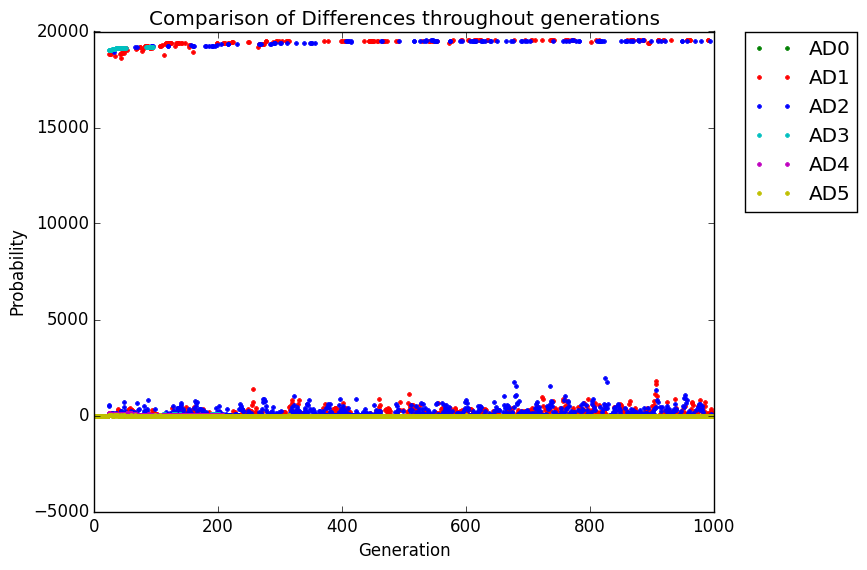 Comparison of Differences throughout generations
20000
15000
10000
5000
0
−5000
Probability
0 200 400 600 800 1000
Generation
AD0
AD1
AD2
AD3
AD4
AD5